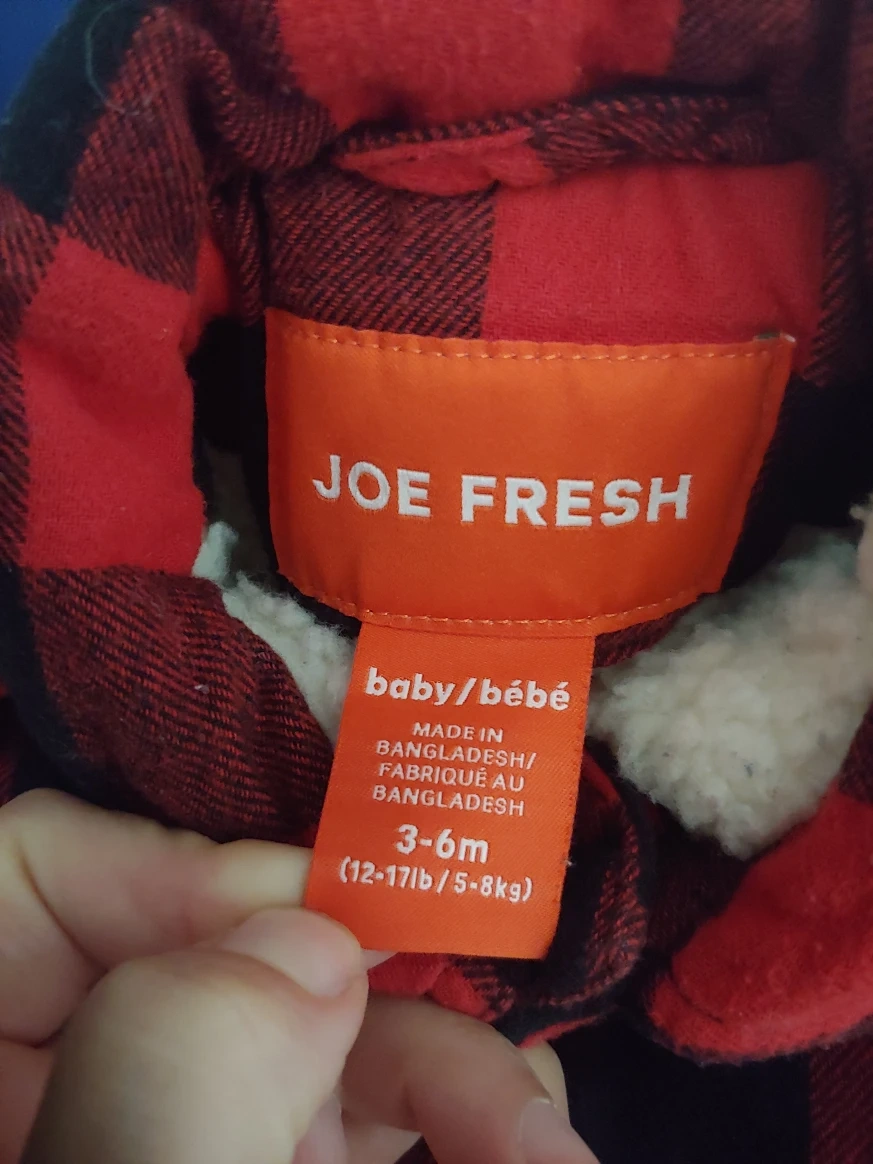 JOE FRESH
baby/bébé
MADE IN
BANGLADESH/
FABRIQUÉ AU
BANGLADESH
3-6m
(12-17lb/5-8kg)